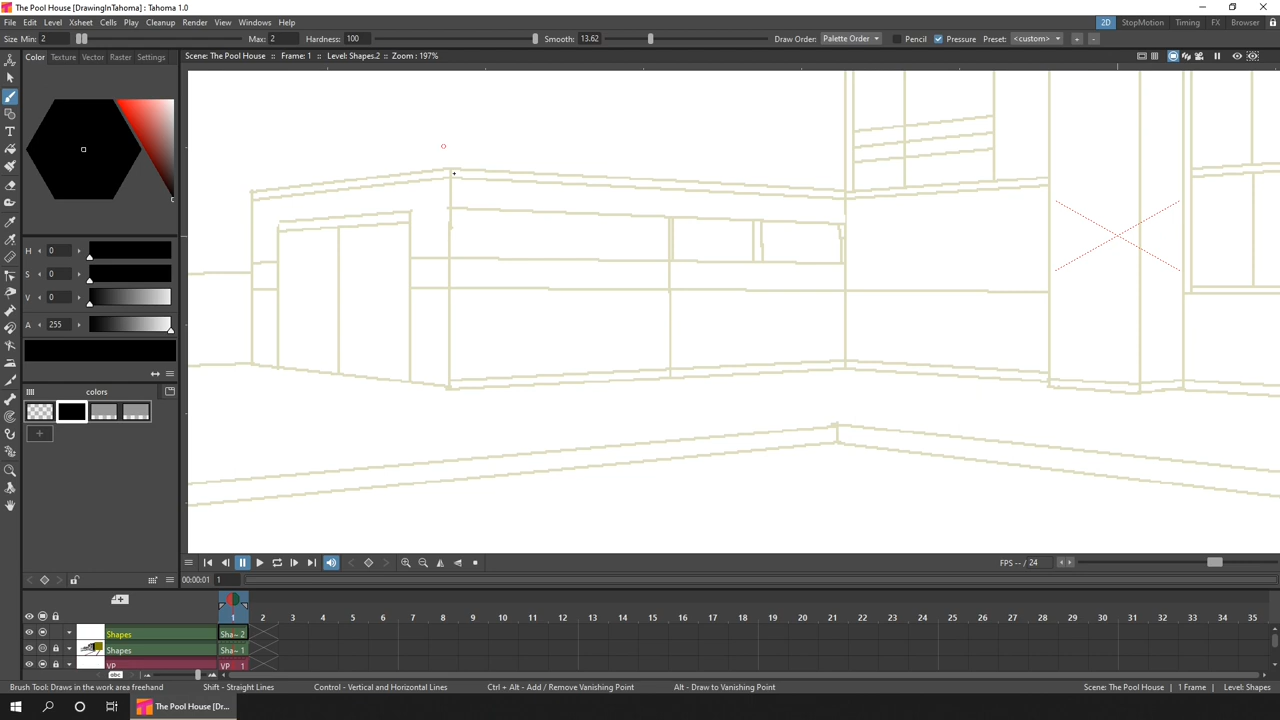 The Pool House [DrawingInTahoma] : Tahoma 1.0
File Edit Level Xsheet Cells Play Cleanup Render View Windows Help
2D StopMotion Timing FX Browser
Size Min: 2 Max: 2 Hardness: 100 Smooth: 13.62 Draw Order: Palette Order Pencil Pressure Preset: <custom> + -
Color Texture Vector Raster Settings
Scene: The Pool House :: Frame: 1 :: Level: Shapes.2 :: Zoom : 197%
H 0
S 0
V 0
A 255
colors
FPS -- / 24
00:00:01 1
1 2 3 4 5 6 7 8 9 10 11 12 13 14 15 16 17 18 19 20 21 22 23 24 25 26 27 28 29 30 31 32 33 34 35
Shapes Sha~ 2
Shapes Sha~ 1
VP VP 1
abc
Brush Tool: Draws in the work area freehand Shift - Straight Lines Control - Vertical and Horizontal Lines Ctrl + Alt - Add / Remove Vanishing Point Alt - Draw to Vanishing Point Scene: The Pool House | 1 Frame | Level: Shapes
The Pool House [Dr...